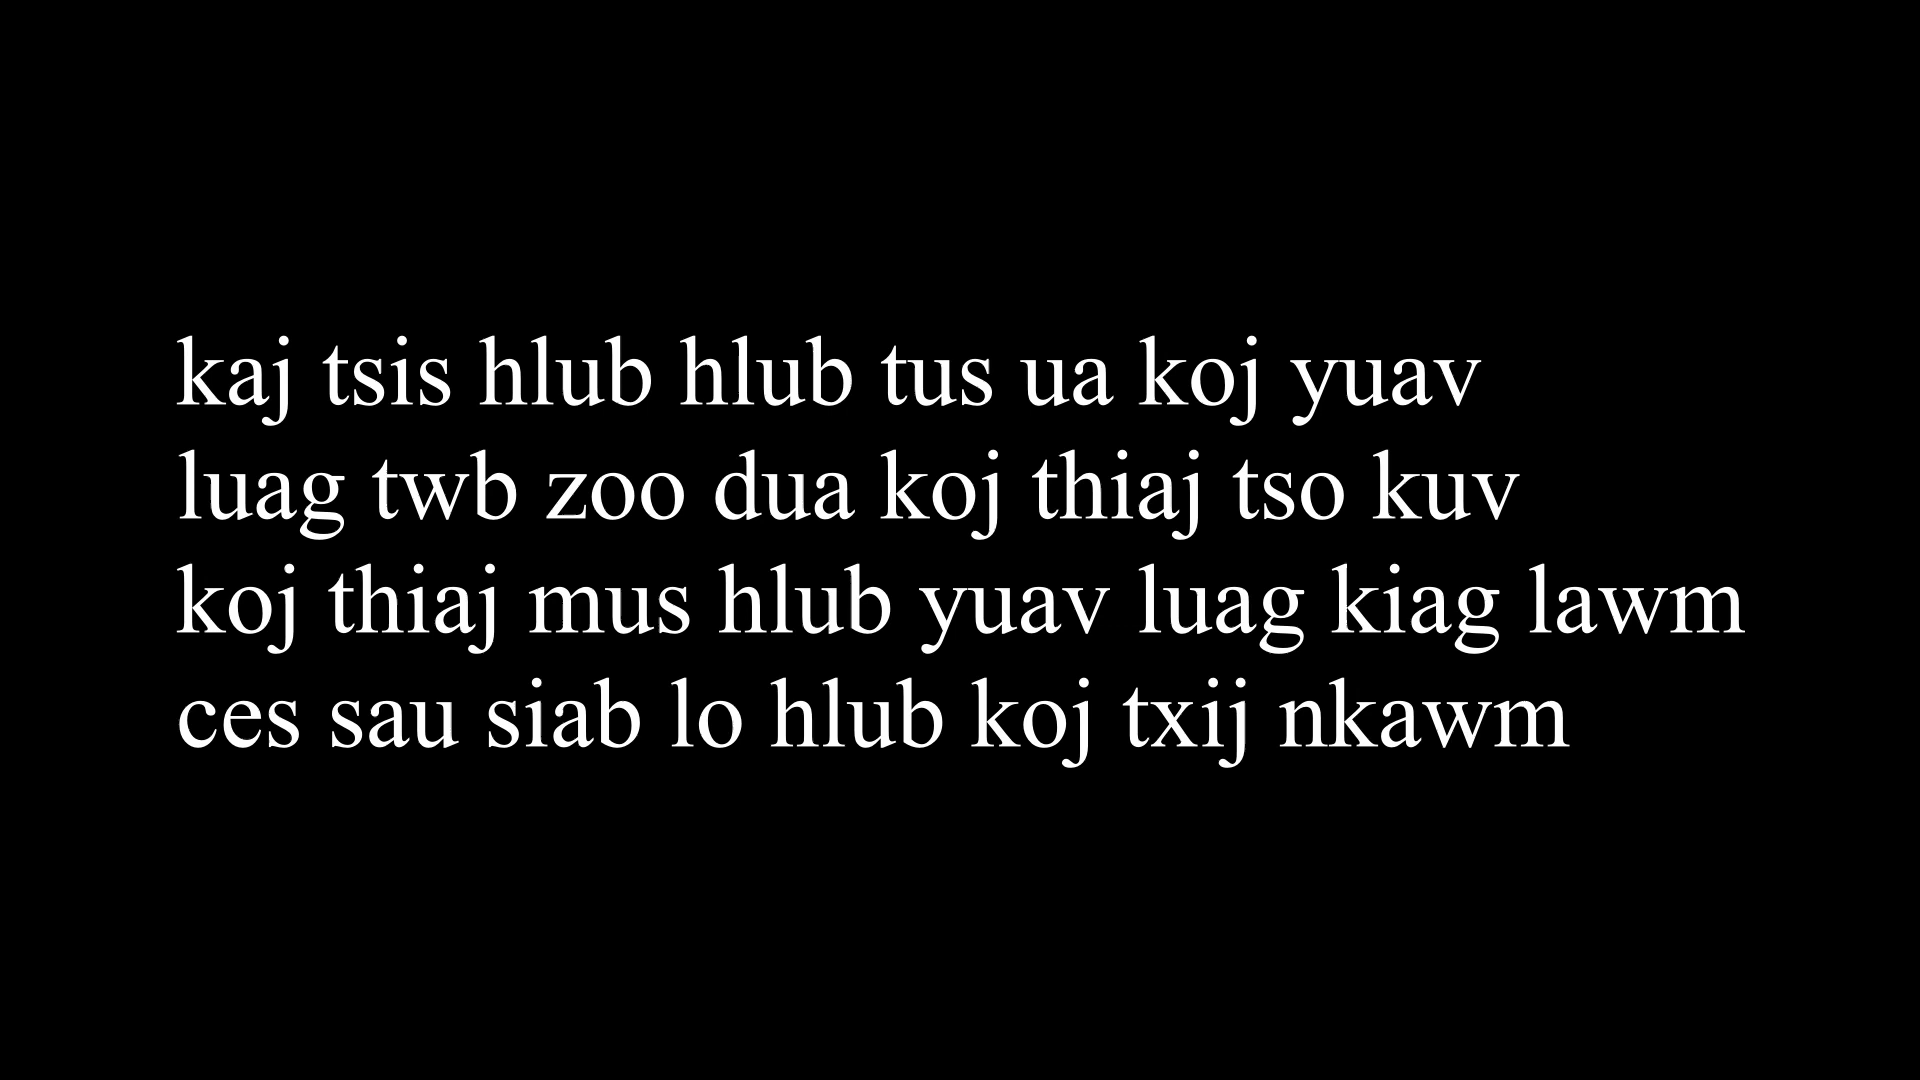 kaj tsis hlub hlub tus ua koj yuav
luag twb zoo dua koj thiaj tso kuv
koj thiaj mus hlub yuav luag kiag lawm
ces sau siab lo hlub koj txij nkawm